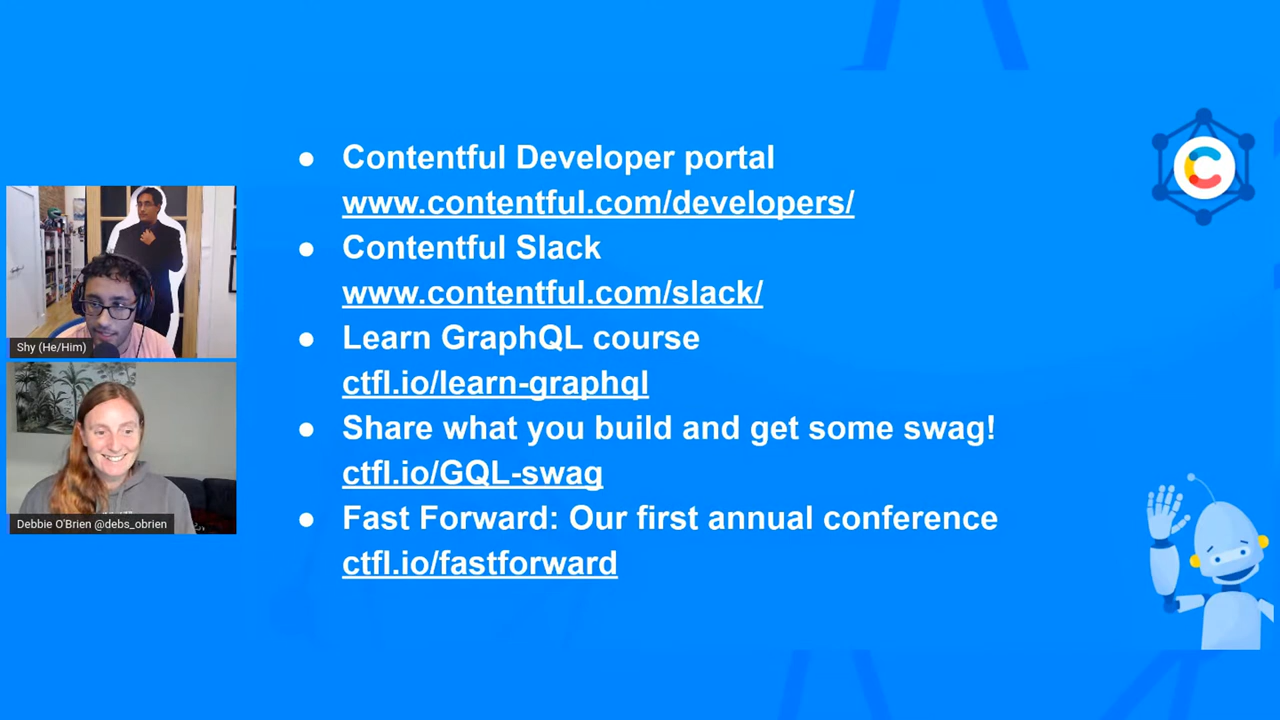 Contentful Developer portal
www.contentful.com/developers/
Contentful Slack
www.contentful.com/slack/
Learn GraphQL course
ctfl.io/learn-graphql
Share what you build and get some swag!
ctfl.io/GQL-swag
Fast Forward: Our first annual conference
ctfl.io/fastforward
Shy (He/Him)
Debbie O'Brien @debs_obrien